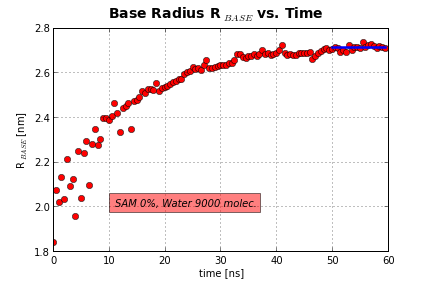 Base Radius R BASE vs. Time
2.8
2.6
2.4
2.2
2.0
1.8
R BASE [nm]
SAM 0%, Water 9000 molec.
0 10 20 30 40 50 60
time [ns]